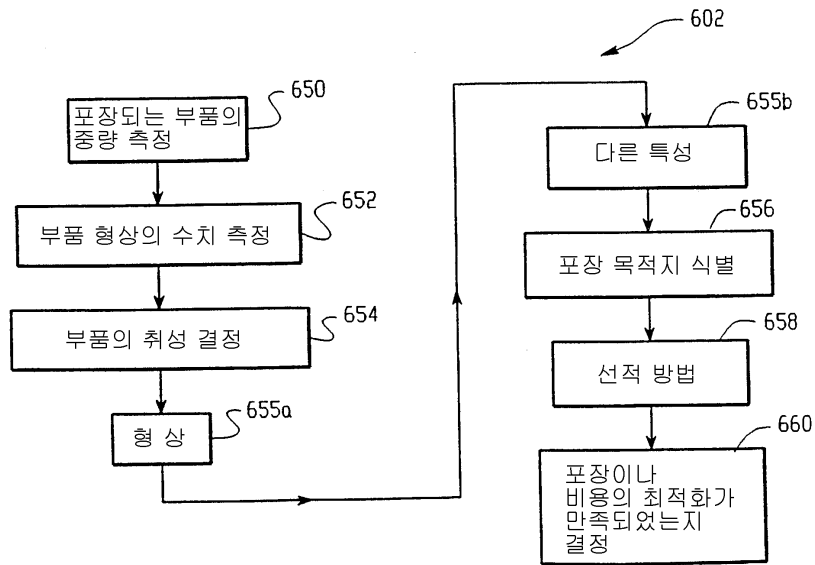 602
650
포장되는 부품의
중량 측정
652
부품 형상의 수치 측정
654
부품의 취성 결정
655a
형 상
655b
다른 특성
656
포장 목적지 식별
658
선적 방법
660
포장이나
비용의 최적화가
만족되었는지
결정